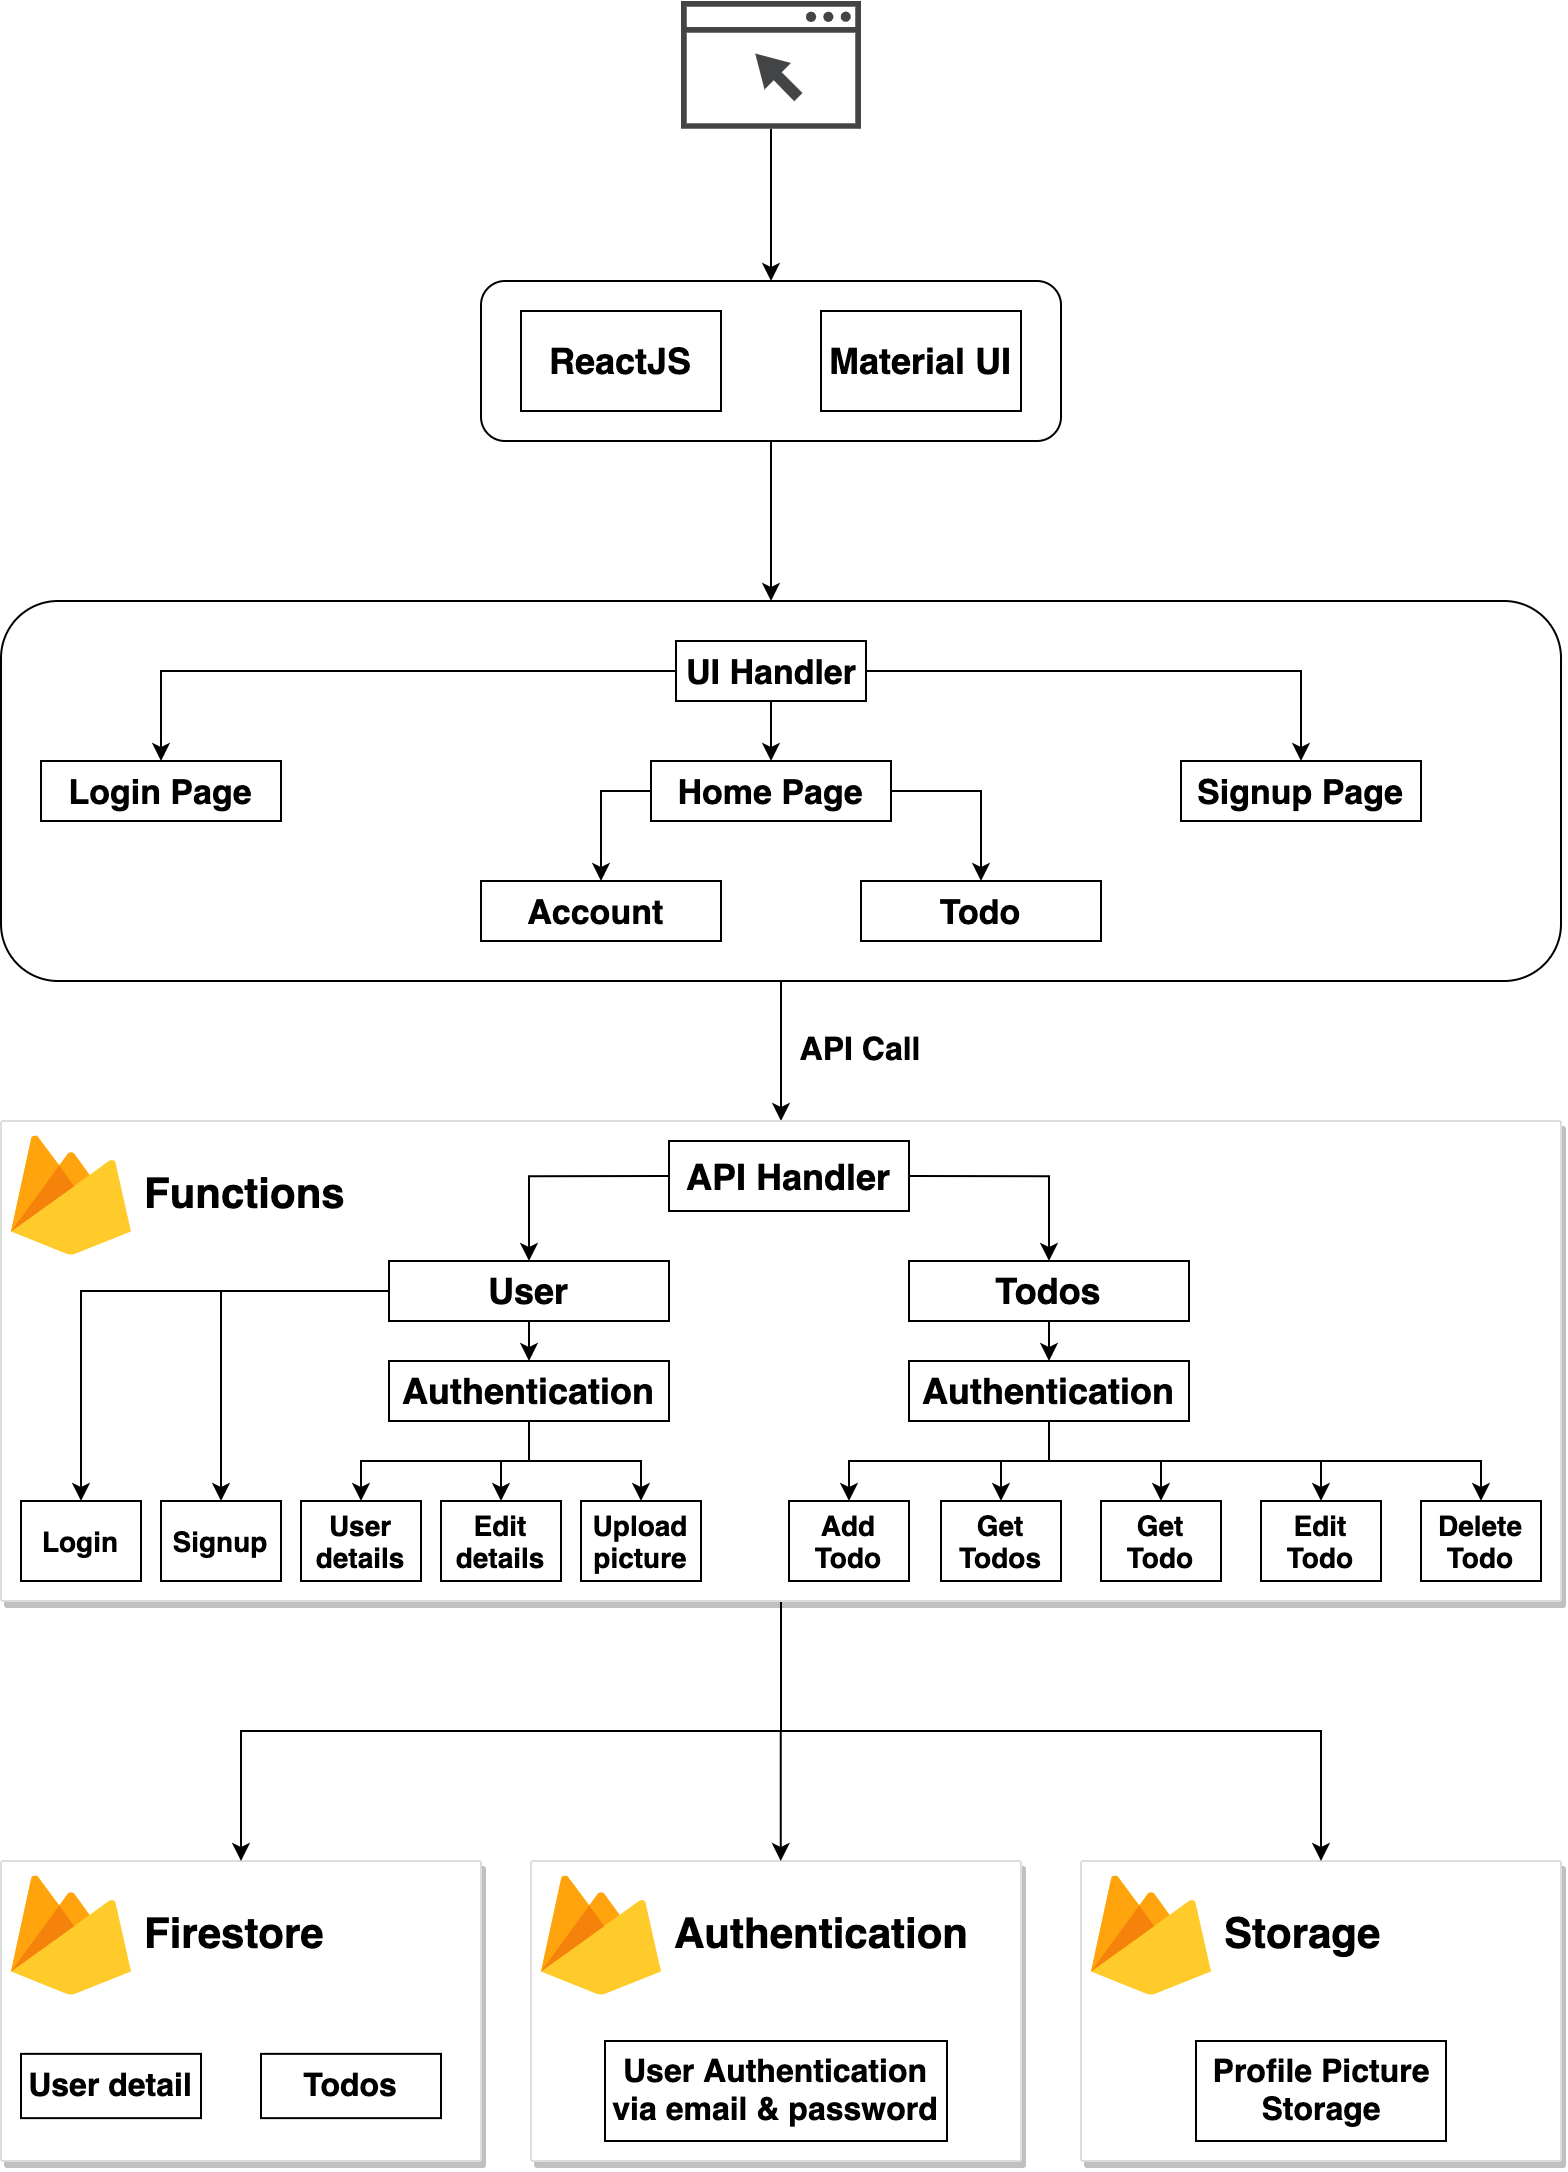 ReactJS
Material UI
UI Handler
Login Page
Home Page
Signup Page
Account
Todo
API Call
Functions
API Handler
User
Todos
Authentication
Authentication
Login
Signup
User
details
Edit
details
Upload
picture
Add
Todo
Get
Todos
Get
Todo
Edit
Todo
Delete
Todo
Firestore
User detail
Todos
Authentication
User Authentication
via email & password
Storage
Profile Picture
Storage